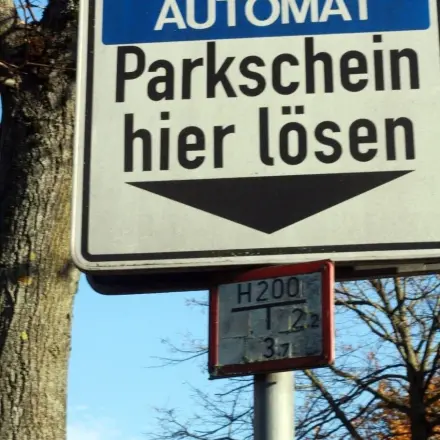 AUTOMAT
Parkschein
hier lösen
H200
2,2
3,7